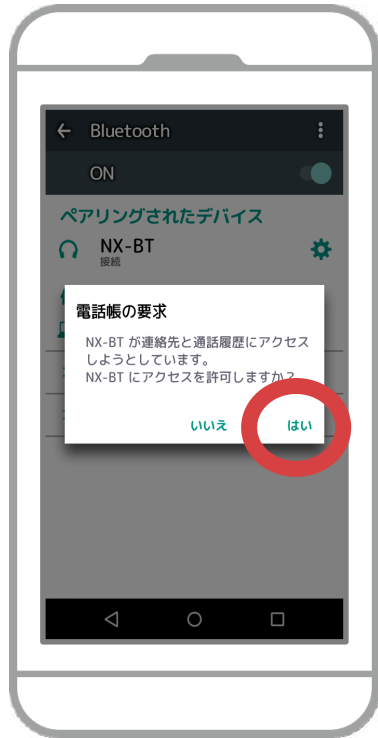 Bluetooth
ON
ペアリングされたデバイス
NX-BT
接続
電話帳の要求
NX-BT が連絡先と通話履歴にアクセス
しようとしています。
NX-BT にアクセスを許可しますか？
いいえ
はい